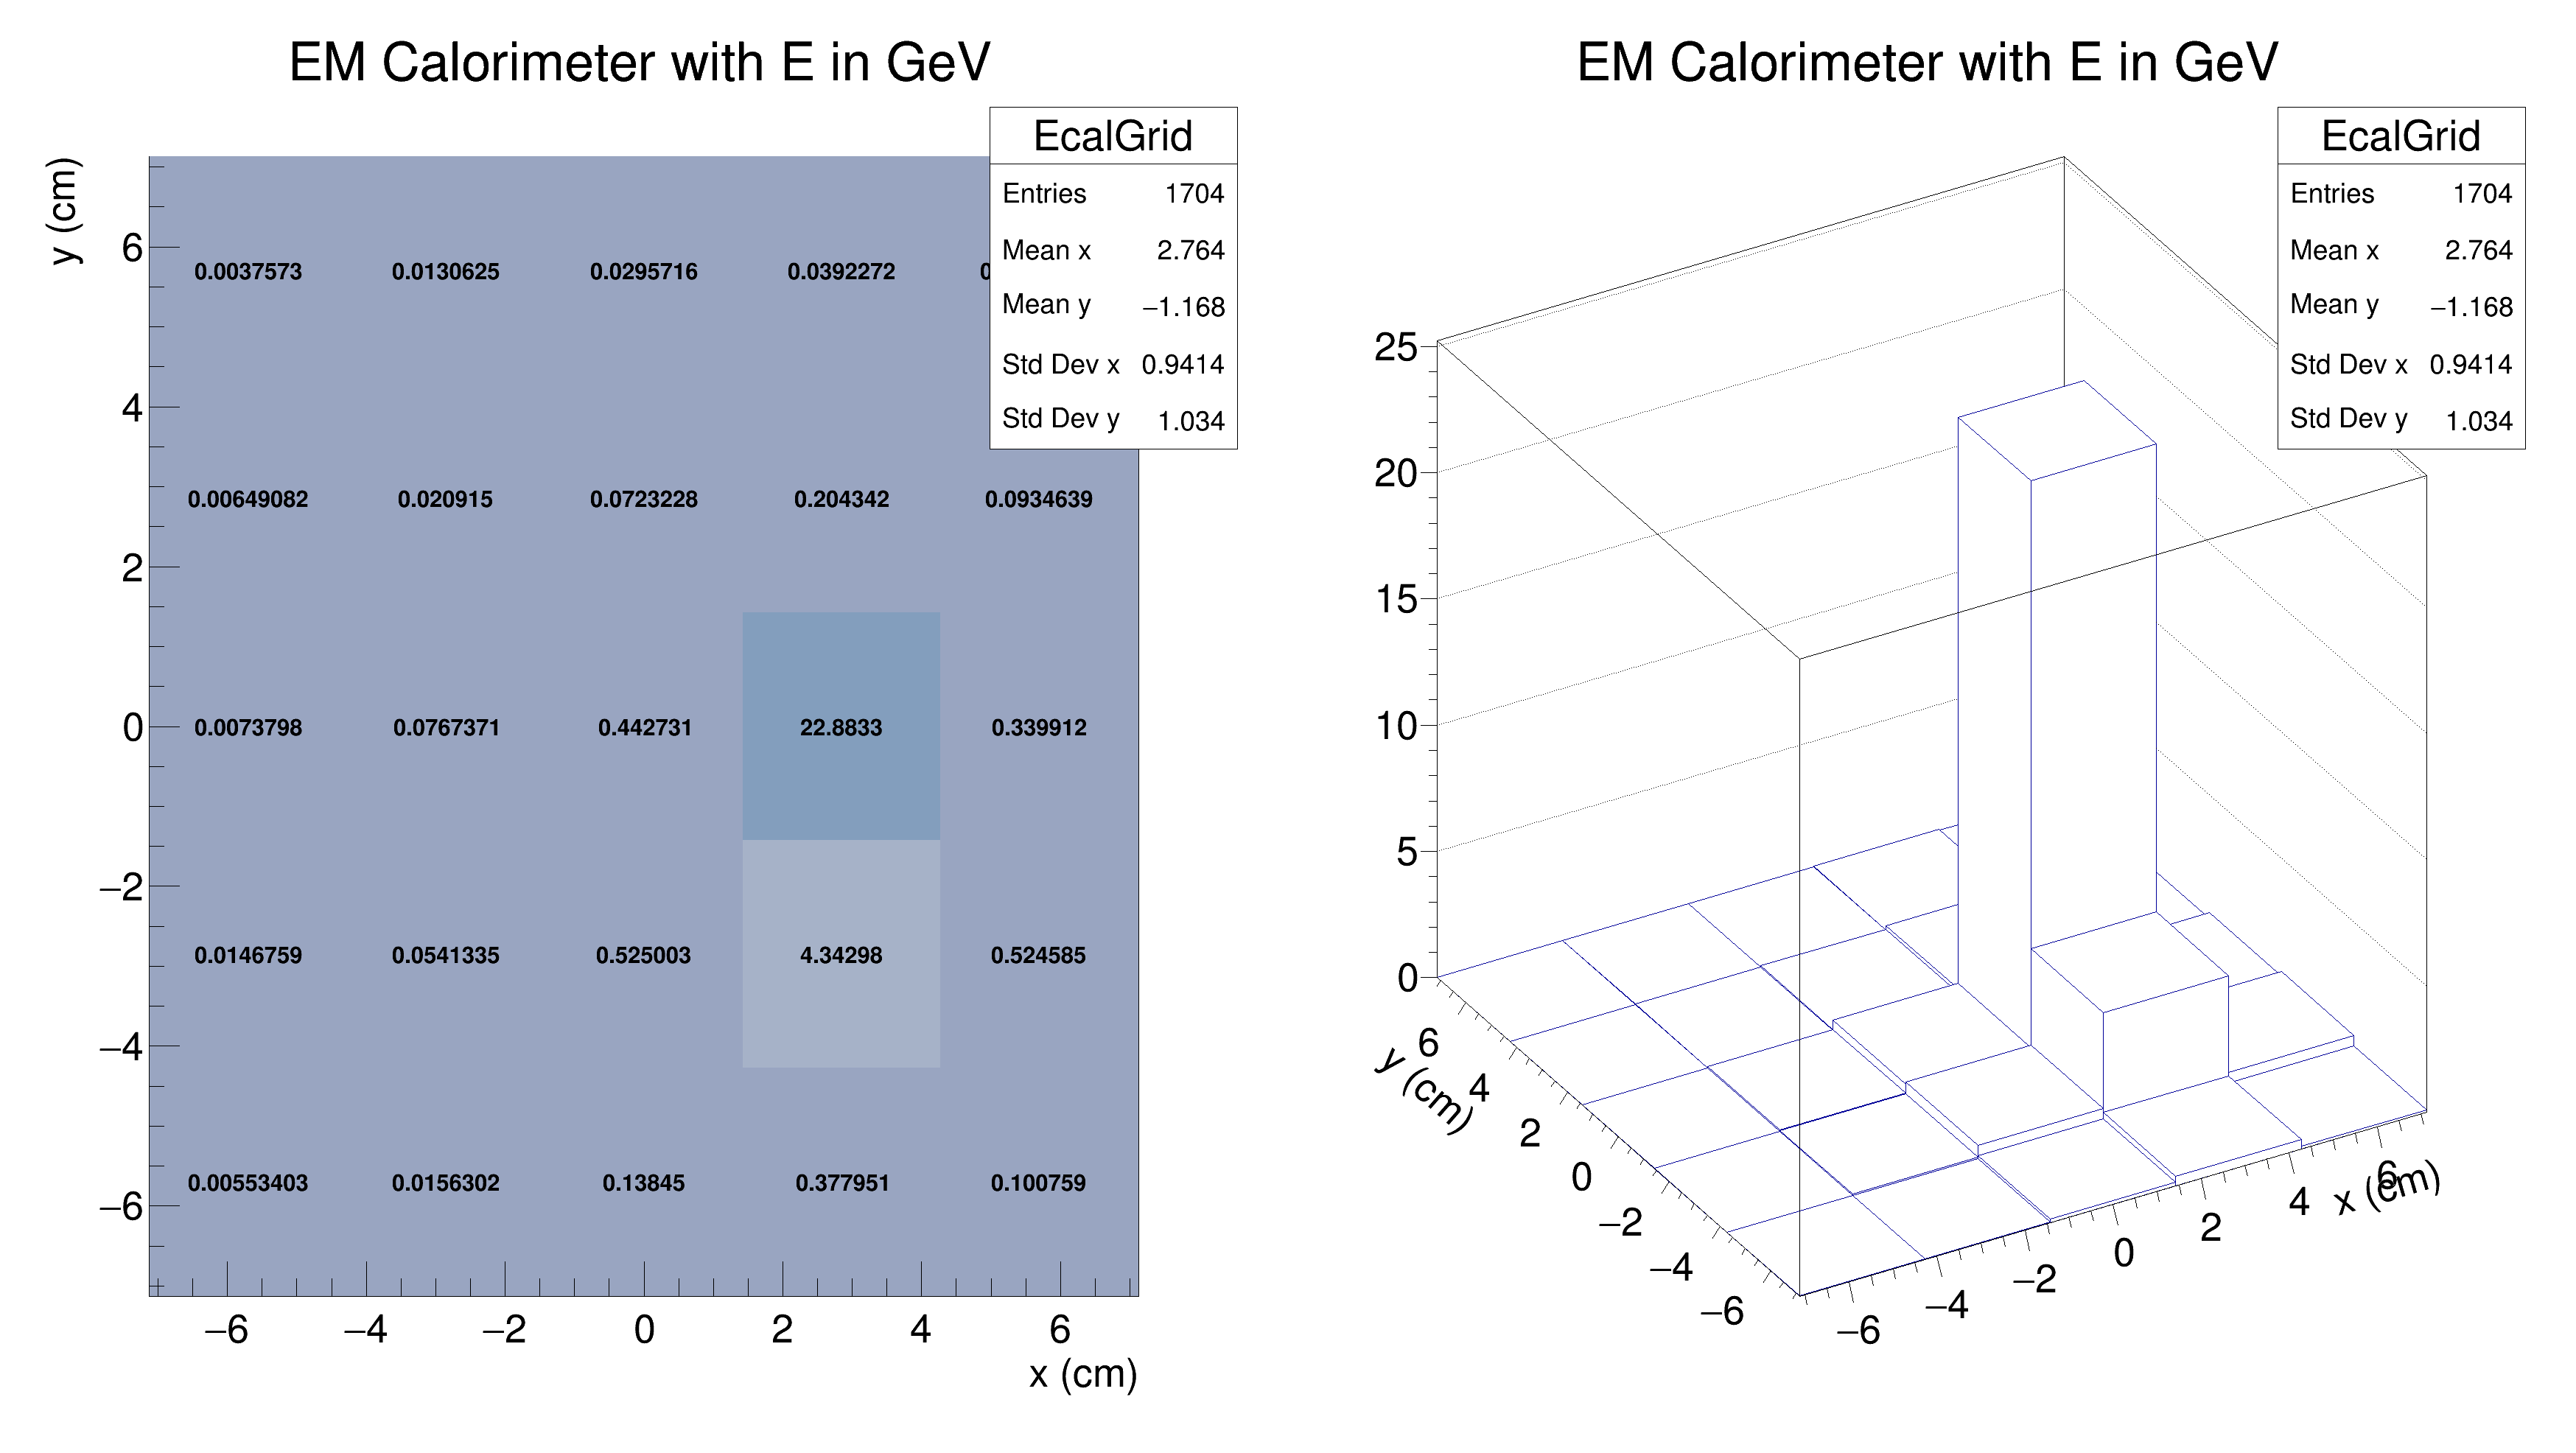 EM Calorimeter with E in GeV
EcalGrid
Entries 1704
Mean x 2.764
Mean y −1.168
Std Dev x 0.9414
Std Dev y 1.034
y (cm)
6
4
2
0
−2
−4
−6
0.0037573 0.0130625 0.0295716 0.0392272
0.00649082 0.020915 0.0723228 0.204342 0.0934639
0.0073798 0.0767371 0.442731 22.8833 0.339912
0.0146759 0.0541335 0.525003 4.34298 0.524585
0.00553403 0.0156302 0.13845 0.377951 0.100759
−6 −4 −2 0 2 4 6
x (cm)
EM Calorimeter with E in GeV
EcalGrid
Entries 1704
Mean x 2.764
Mean y −1.168
Std Dev x 0.9414
Std Dev y 1.034
25
20
15
10
5
0
6
4
2
0
−2
−4
−6
y (cm)
−6
−4
−2
0
2
4
6
x (cm)